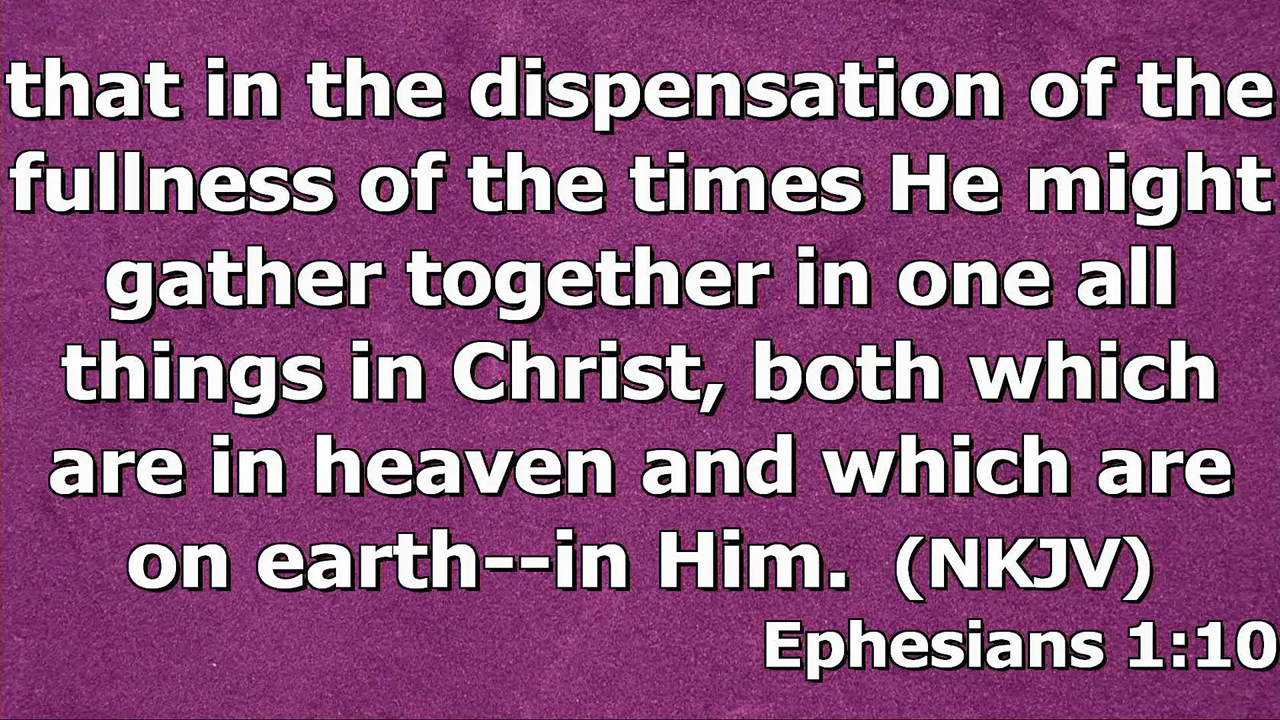 that in the dispensation of the
fullness of the times He might
gather together in one all
things in Christ, both which
are in heaven and which are
on earth--in Him.  (NKJV)
Ephesians 1:10